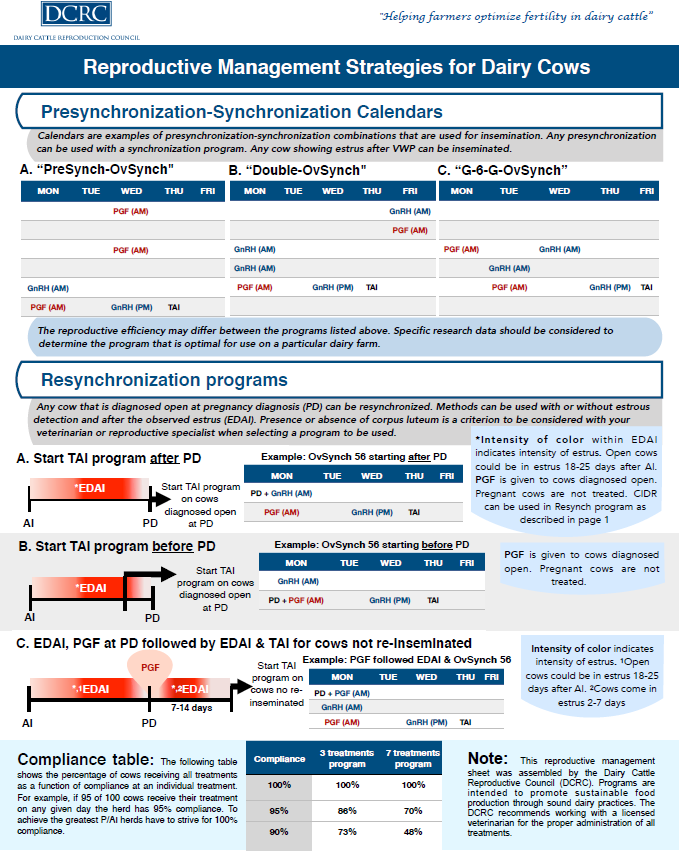 DCRC
DAIRY CATTLE REPRODUCTION COUNCIL
"Helping farmers optimize fertility in dairy cattle"
Reproductive Management Strategies for Dairy Cows
Presynchronization-Synchronization Calendars
Calendars are examples of presynchronization-synchronization combinations that are used for insemination. Any presynchronization
can be used with a synchronization program. Any cow showing estrus after VWP can be inseminated.
A. “PreSynch-OvSynch"
MON TUE WED THU FRI
PGF (AM)
PGF (AM)
GnRH (AM)
PGF (AM) GnRH (PM) TAI
B. “Double-OvSynch"
MON TUE WED THU FRI
GnRH (AM)
PGF (AM)
GnRH (AM)
GnRH (AM)
PGF (AM) GnRH (PM) TAI
C. “G-6-G-OvSynch”
MON TUE WED THU FRI
PGF (AM) GnRH (AM)
GnRH (AM)
PGF (AM) GnRH (PM) TAI
The reproductive efficiency may differ between the programs listed above. Specific research data should be considered to
determine the program that is optimal for use on a particular dairy farm.
Resynchronization programs
Any cow that is diagnosed open at pregnancy diagnosis (PD) can be resynchronized. Methods can be used with or without estrous
detection and after the observed estrus (EDAI). Presence or absence of corpus luteum is a criterion to be considered with your
veterinarian or reproductive specialist when selecting a program to be used.
*Intensity of color within EDAI
indicates intensity of estrus. Open cows
could be in estrus 18-25 days after AI.
PGF is given to cows diagnosed open.
Pregnant cows are not treated. CIDR
can be used in Resynch program as
described in page 1
A. Start TAI program after PD
*EDAI
AI
PD
Start TAI program
on cows
diagnosed open
at PD
Example: OvSynch 56 starting after PD
MON TUE WED THU FRI
PD + GnRH (AM)
PGF (AM) GnRH (PM) TAI
B. Start TAI program before PD
*EDAI
AI
PD
Start TAI
program on cows
diagnosed open
at PD
Example: OvSynch 56 starting before PD
MON TUE WED THU FRI
GnRH (AM)
PD + PGF (AM) GnRH (PM) TAI
PGF is given to cows diagnosed
open. Pregnant cows are not
treated.
C. EDAI, PGF at PD followed by EDAI & TAI for cows not re-Inseminated
PGF
*,1EDAI
*,2EDAI
7-14 days
AI
PD
Start TAI
program on
cows no re-
inseminated
Example: PGF followed EDAI & OvSynch 56
MON TUE WED THU FRI
PD + PGF (AM)
GnRH (AM)
PGF (AM) GnRH (PM) TAI
Intensity of color indicates
intensity of estrus. ¹Open
cows could be in estrus 18-25
days after AI. ²Cows come in
estrus 2-7 days
Compliance table: The following table
shows the percentage of cows receiving all treatments
as a function of compliance at an individual treatment.
For example, if 95 of 100 cows receive their treatment
on any given day the herd has 95% compliance. To
achieve the greatest P/AI herds have to strive for 100%
compliance.
Compliance 3 treatments program 7 treatments program
100% 100% 100%
95% 86% 70%
90% 73% 48%
Note: This reproductive management
sheet was assembled by the Dairy Cattle
Reproductive Council (DCRC). Programs are
intended to promote sustainable food
production through sound dairy practices. The
DCRC recommends working with a licensed
veterinarian for the proper administration of all
treatments.